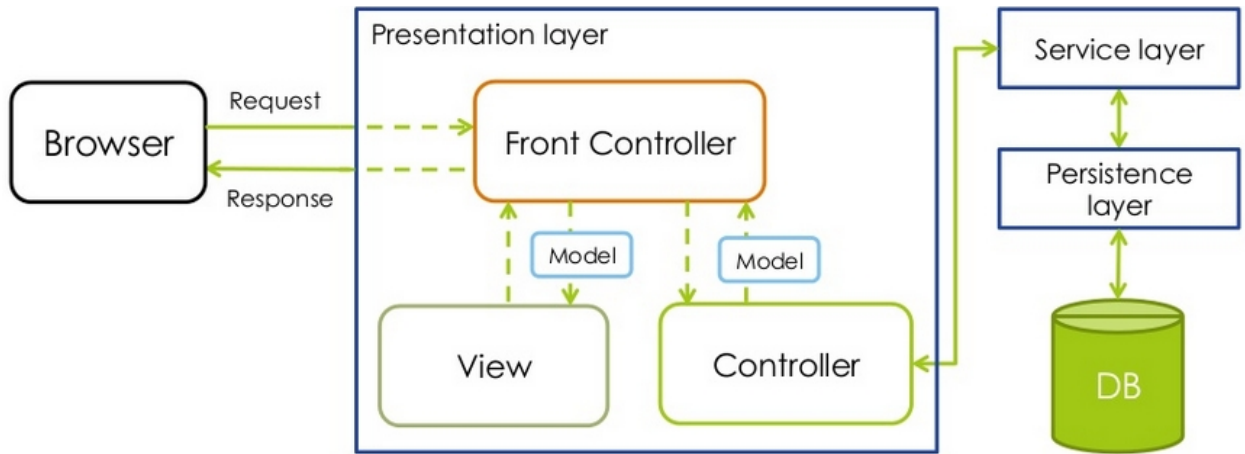 Presentation layer
Service layer
Request
Browser
Front Controller
Response
Persistence
layer
Model
Model
View
Controller
DB